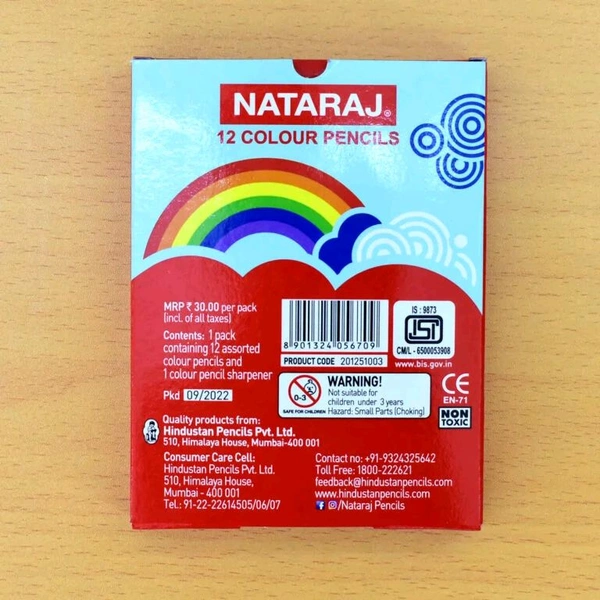 NATARAJ®
12 COLOUR PENCILS
MRP ₹ 30.00 per pack
(incl. of all taxes)
Contents: 1 pack
containing 12 assorted
colour pencils and
1 colour pencil sharpener
Pkd 09/2022
8 901324 056709
PRODUCT CODE 201251003
IS : 9873
ISI
CM/L - 6500053908
www.bis.gov.in
0-3
SAFE FOR CHILDREN
WARNING!
Not suitable for
children under 3 years
Hazard: Small Parts (Choking)
CE
EN-71
NON
TOXIC
Quality products from:
Hindustan Pencils Pvt. Ltd.
510, Himalaya House, Mumbai-400 001
Consumer Care Cell:
Hindustan Pencils Pvt. Ltd.
510, Himalaya House,
Mumbai - 400 001
Tel.: 91-22-22614505/06/07
Contact no: +91-9324325642
Toll Free: 1800-222621
feedback@hindustanpencils.com
www.hindustanpencils.com
f /Nataraj Pencils